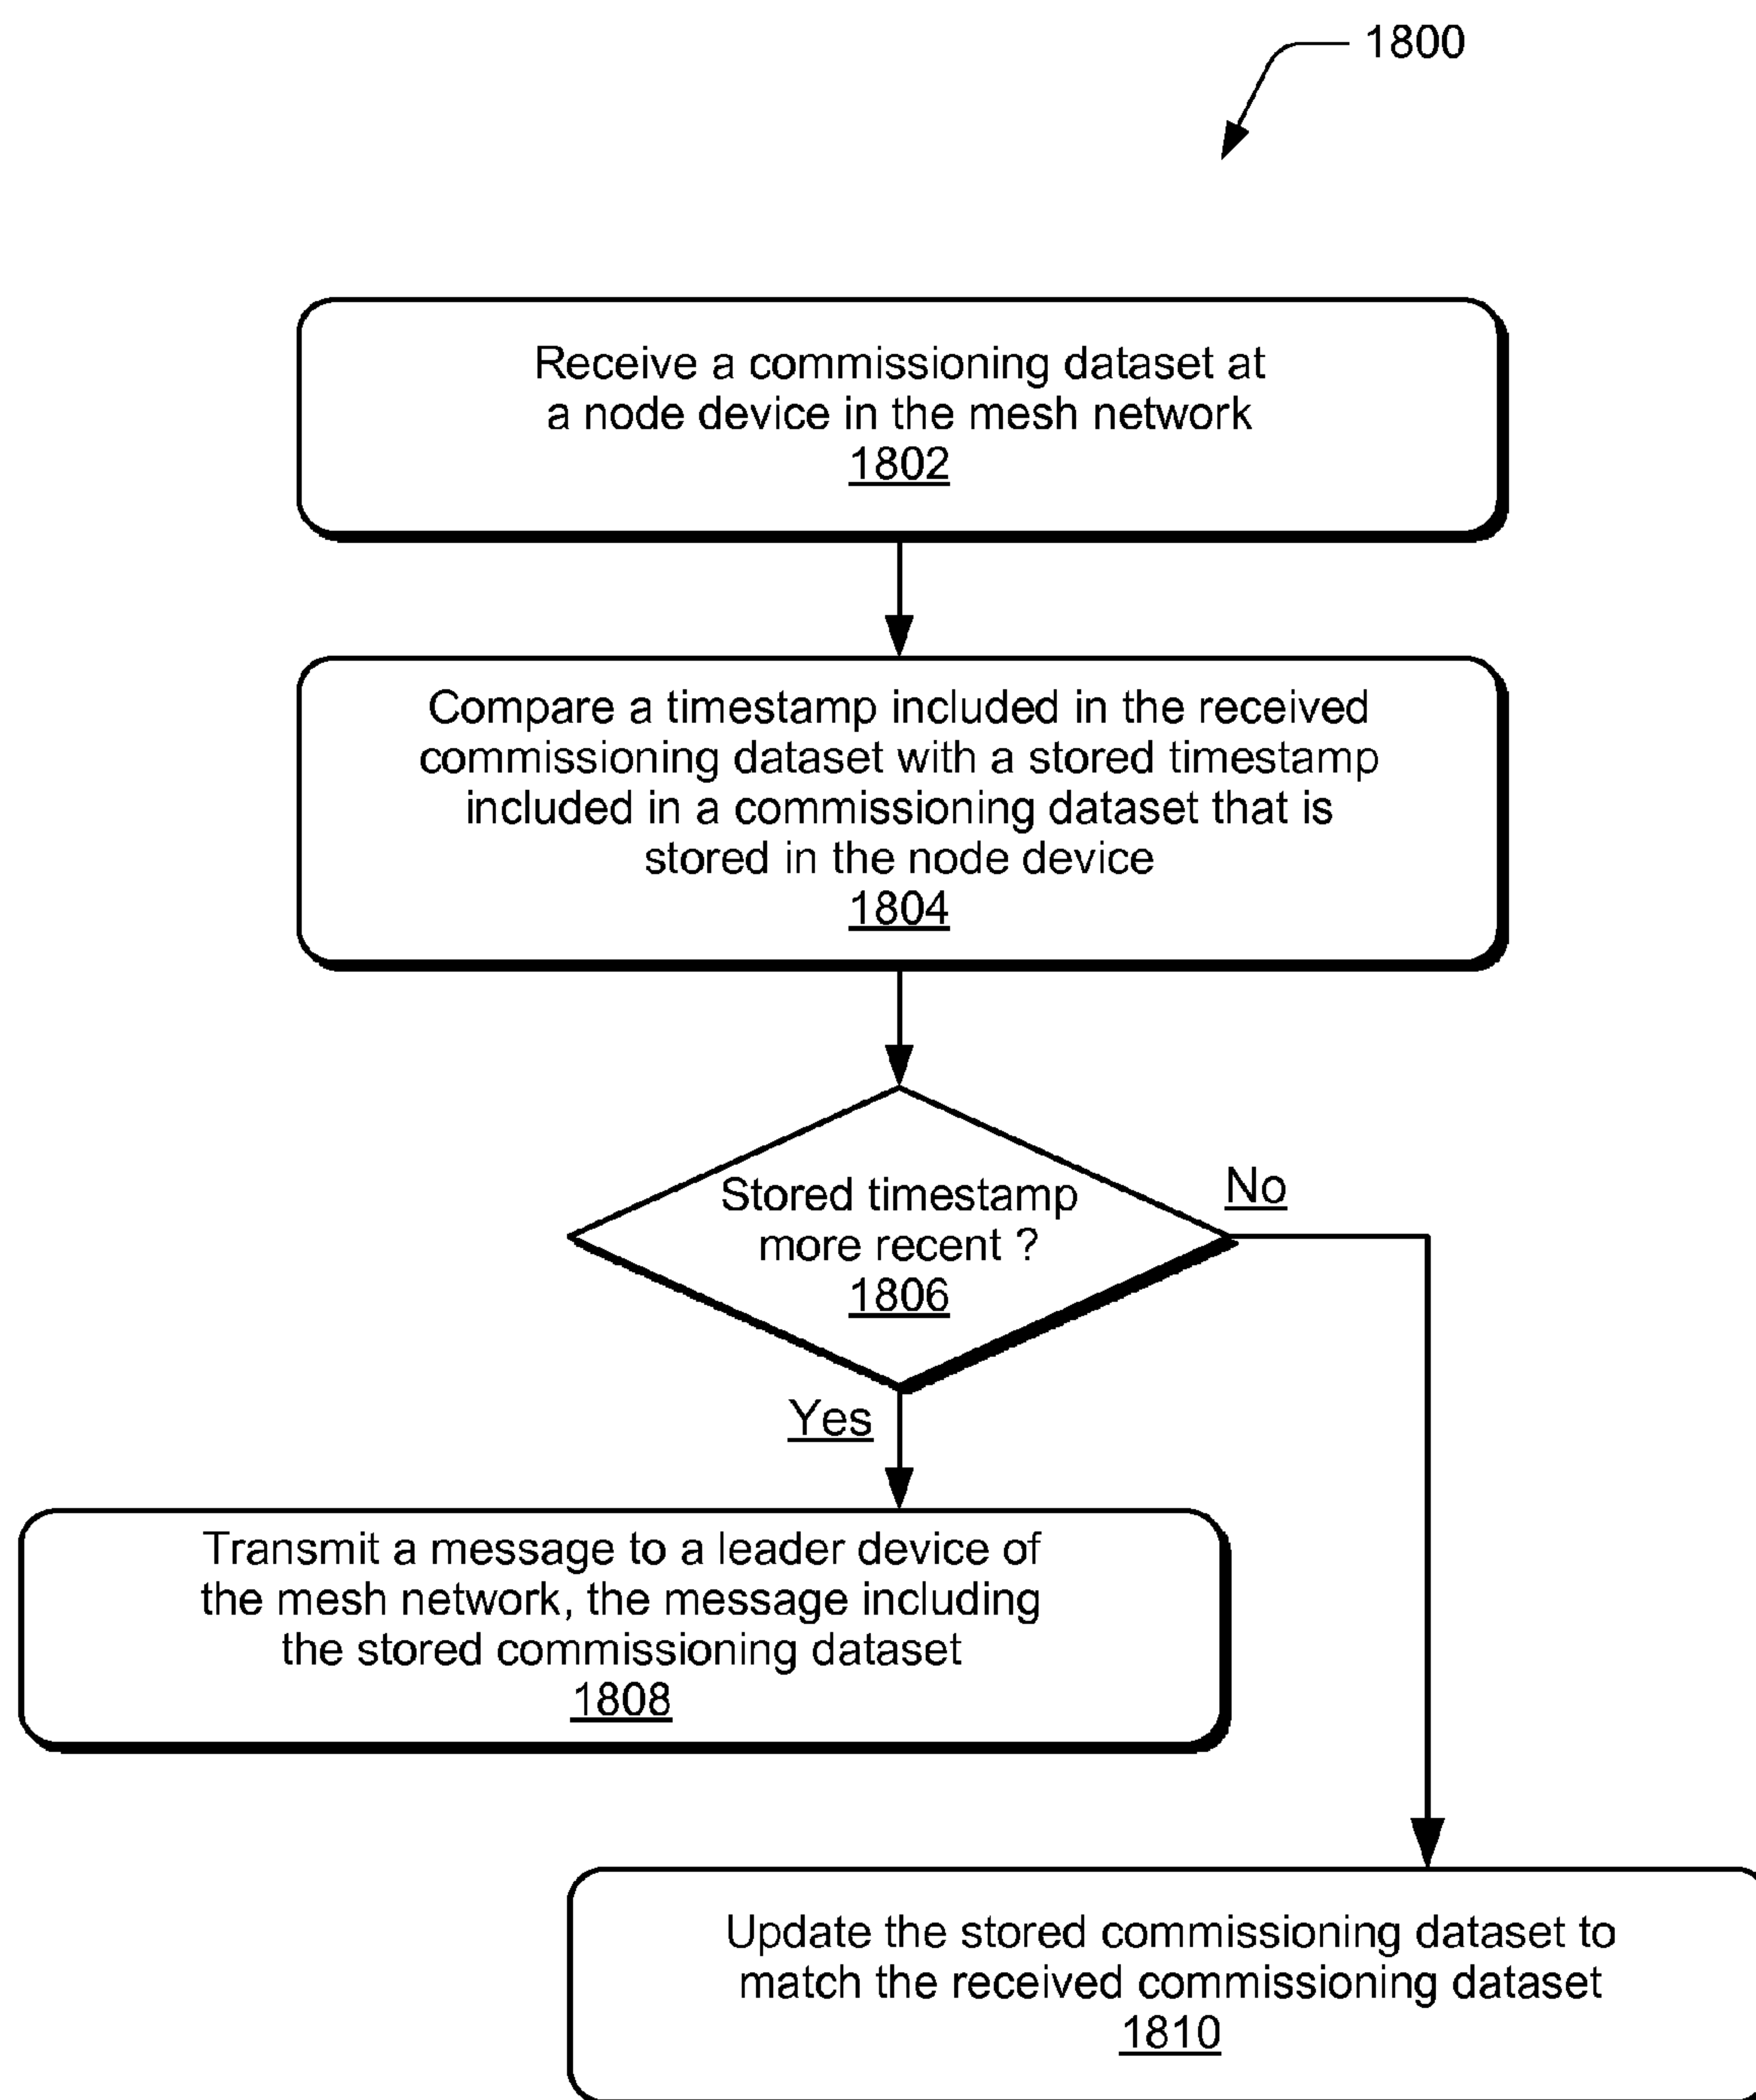 1800
Receive a commissioning dataset at
a node device in the mesh network
1802
Compare a timestamp included in the received
commissioning dataset with a stored timestamp
included in a commissioning dataset that is
stored in the node device
1804
Stored timestamp
more recent ?
1806
No
Yes
Transmit a message to a leader device of
the mesh network, the message including
the stored commissioning dataset
1808
Update the stored commissioning dataset to
match the received commissioning dataset
1810